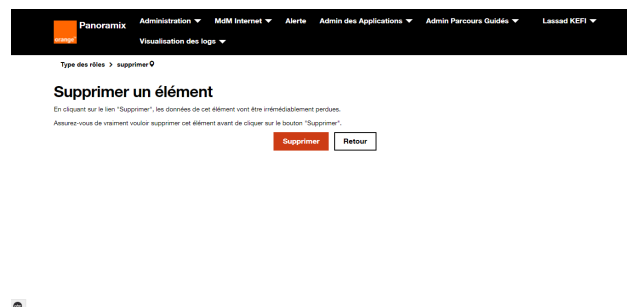 Panoramix
Administration MdM Internet Alerte Admin des Applications Admin Parcours Guidés Lassad KEFI
orange
Visualisation des logs
Type des rôles > supprimer
Supprimer un élément
En cliquant sur le lien "Supprimer", les données de cet élément vont être irrémédiablement perdues.
Assurez-vous de vraiment vouloir supprimer cet élément avant de cliquer sur le bouton "Supprimer".
Supprimer Retour